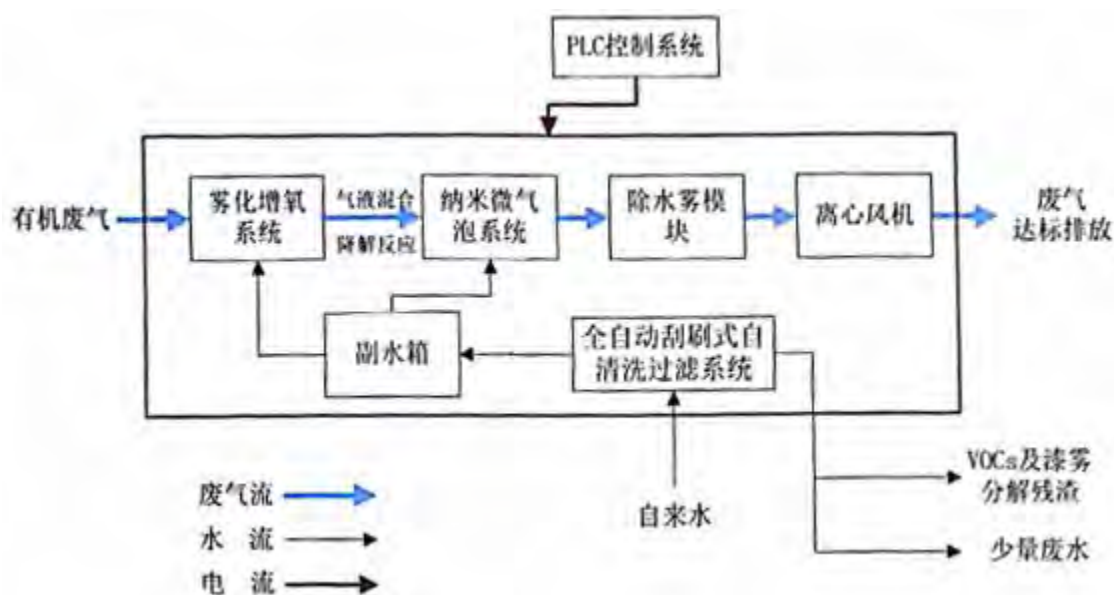 PLC控制系统
有机废气
雾化增氧
系统
气液混合
降解反应
纳米微气
泡系统
除水雾模
块
离心风机
废气
达标排放
副水箱
全自动刮刷式自
清洗过滤系统
废气流
水 流
电 流
自来水
VOCs及漆雾
分解残渣
少量废水